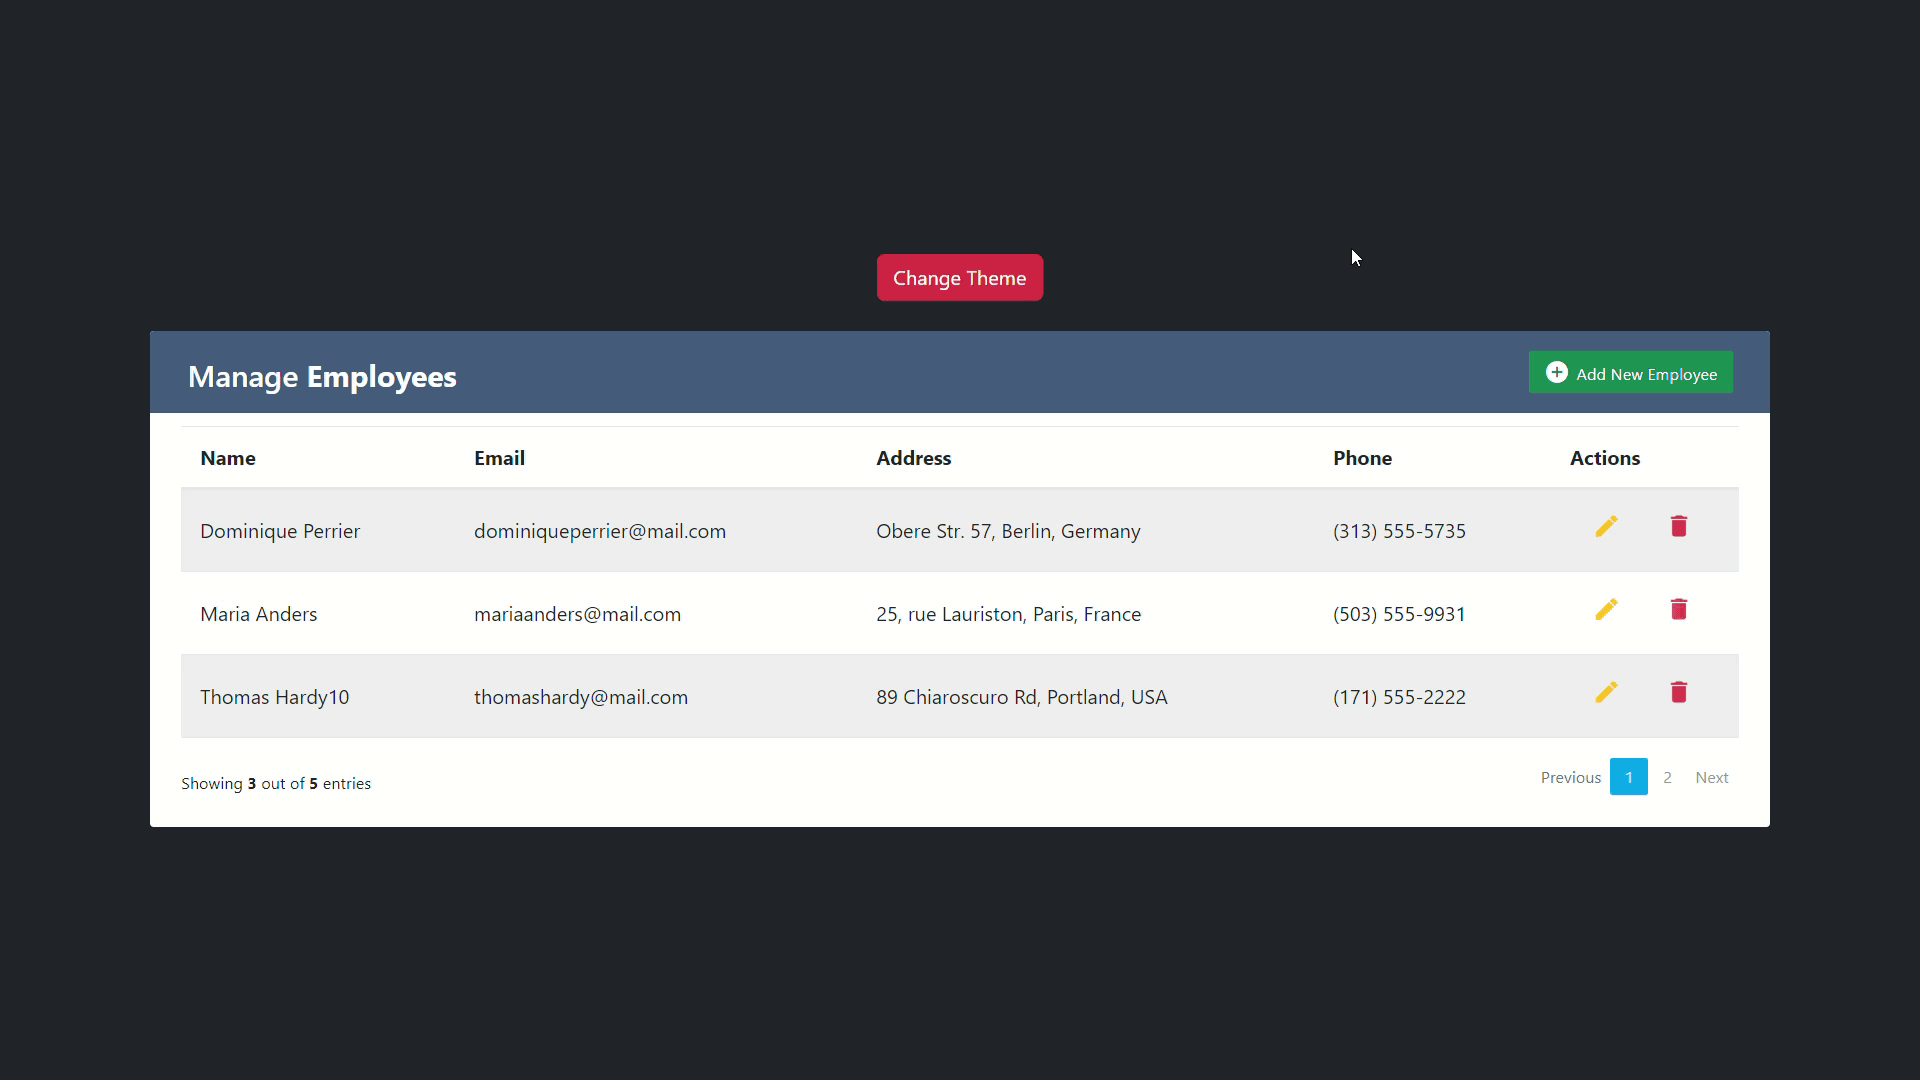 Change Theme
Manage Employees
Add New Employee
Name Email Address Phone Actions
Dominique Perrier dominiqueperrier@mail.com Obere Str. 57, Berlin, Germany (313) 555-5735
Maria Anders mariaanders@mail.com 25, rue Lauriston, Paris, France (503) 555-9931
Thomas Hardy10 thomashardy@mail.com 89 Chiaroscuro Rd, Portland, USA (171) 555-2222
Showing 3 out of 5 entries
Previous 1 2 Next